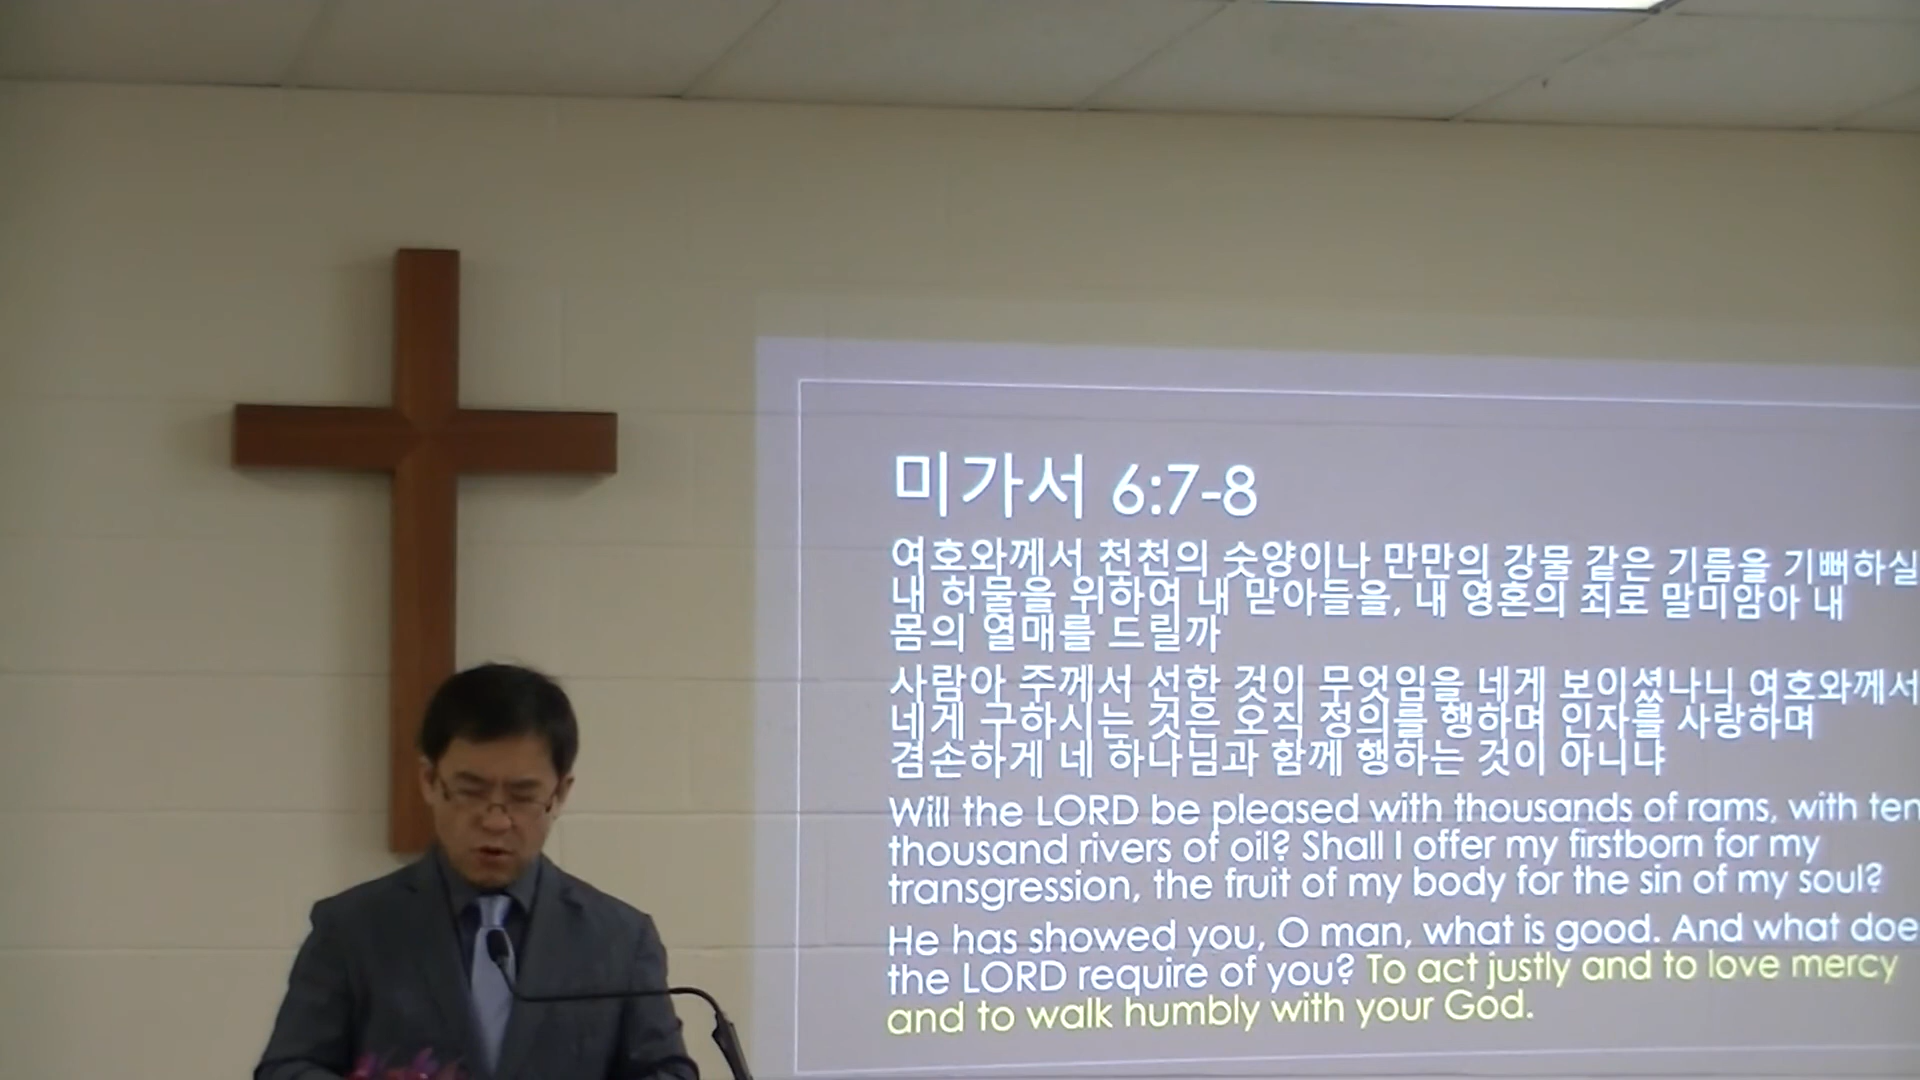 미가서 6:7-8
여호와께서 천천의 숫양이나 만만의 강물 같은 기름을 기뻐하실
내 허물을 위하여 내 맏아들을, 내 영혼의 죄로 말미암아 내
몸의 열매를 드릴까
사람아 주께서 선한 것이 무엇임을 네게 보이셨나니 여호와께서
네게 구하시는 것은 오직 정의를 행하며 인자를 사랑하며
겸손하게 네 하나님과 함께 행하는 것이 아니냐
Will the LORD be pleased with thousands of rams, with ten
thousand rivers of oil? Shall I offer my firstborn for my
transgression, the fruit of my body for the sin of my soul?
He has showed you, O man, what is good. And what doe
the LORD require of you? To act justly and to love mercy
and to walk humbly with your God.